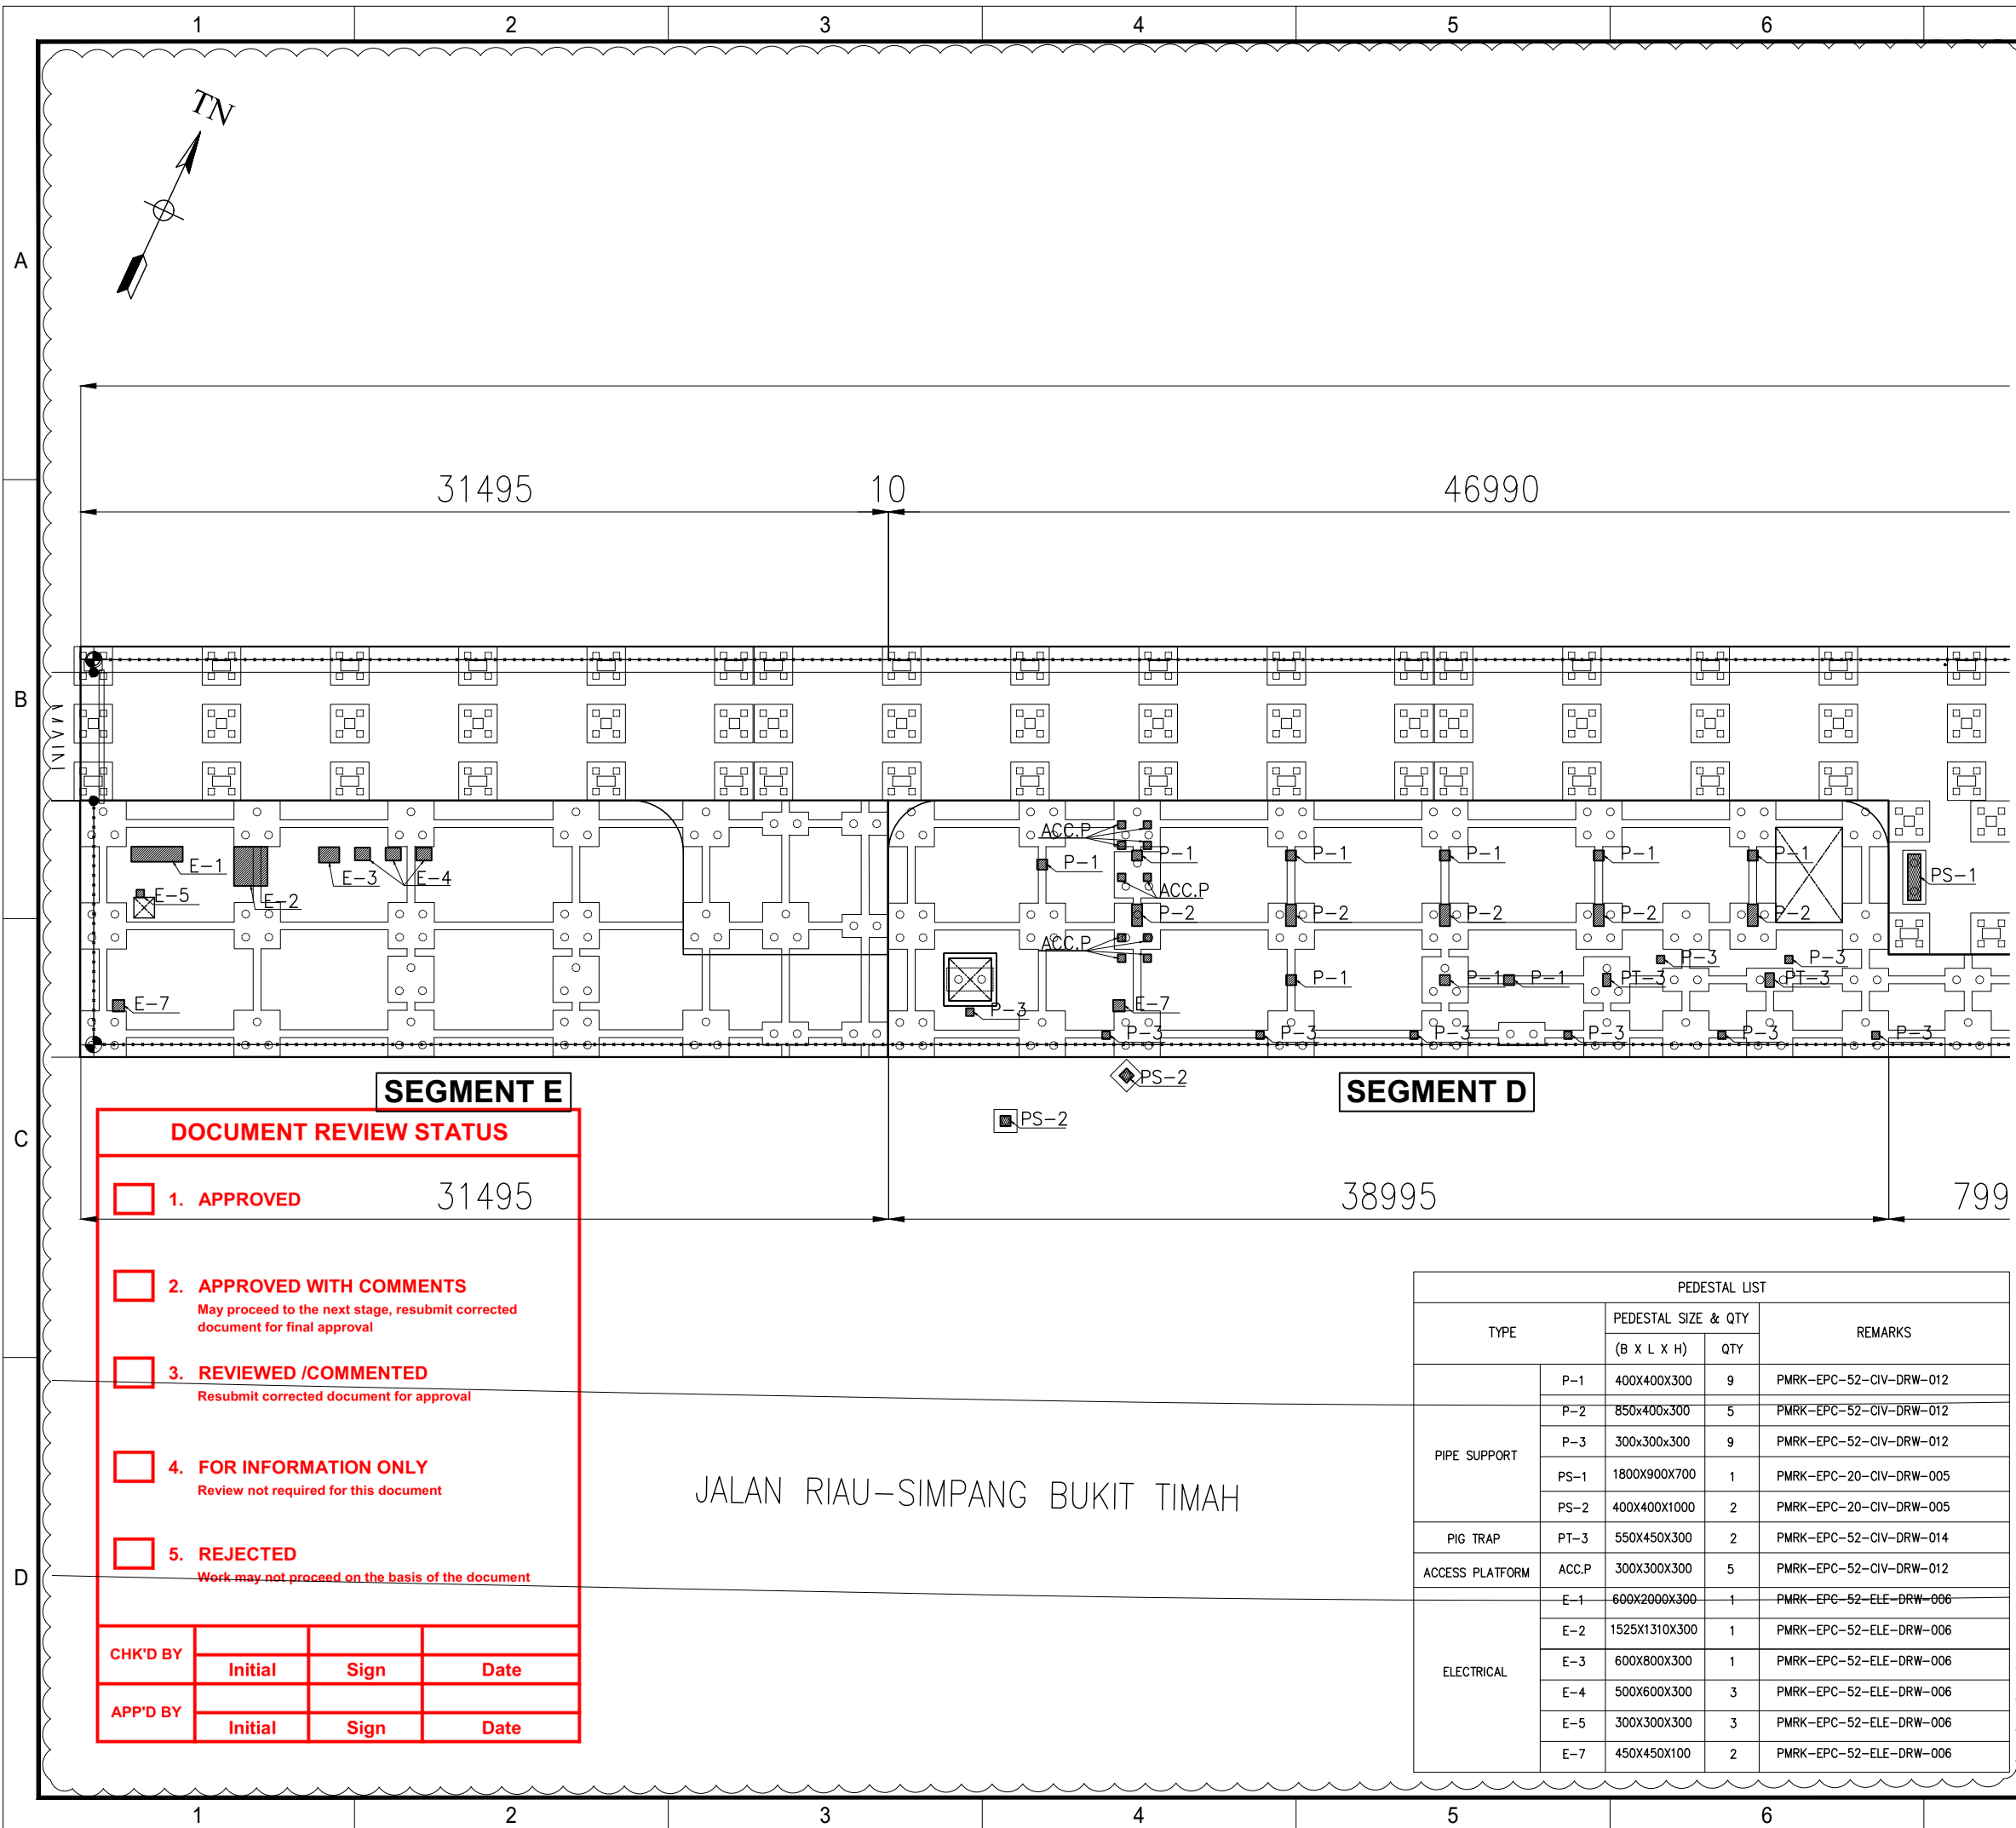 1 2 3 4 5 6
TN
A
31495 10 46990
B
ACC.P
P-1 P-1 P-1 P-1 P-1 P-1
E-1 E-3 E-4 PS-1
E-5 E-2 ACC.P
P-2 P-2 P-2 P-2 P-2
ACC.P
P-3 P-3
P-1 P-1 P-1 PT-3 PT-3
E-7 P-3 E-7
P-3 P-3 P-3 P-3 P-3 P-3
PS-2
SEGMENT E SEGMENT D
PS-2
C
DOCUMENT REVIEW STATUS
1. APPROVED
31495 38995 799
2. APPROVED WITH COMMENTS
May proceed to the next stage, resubmit corrected
document for final approval
3. REVIEWED /COMMENTED
Resubmit corrected document for approval
4. FOR INFORMATION ONLY
Review not required for this document
5. REJECTED
Work may not proceed on the basis of the document
CHK'D BY
Initial Sign Date
APP'D BY
Initial Sign Date
JALAN RIAU-SIMPANG BUKIT TIMAH
D
PEDESTAL LIST
TYPE PEDESTAL SIZE & QTY REMARKS
(B X L X H) QTY
PIPE SUPPORT
P-1 400X400X300 9 PMRK-EPC-52-CIV-DRW-012
P-2 850x400x300 5 PMRK-EPC-52-CIV-DRW-012
P-3 300x300x300 9 PMRK-EPC-52-CIV-DRW-012
PS-1 1800X900X700 1 PMRK-EPC-20-CIV-DRW-005
PS-2 400X400X1000 2 PMRK-EPC-20-CIV-DRW-005
PIG TRAP PT-3 550X450X300 2 PMRK-EPC-52-CIV-DRW-014
ACCESS PLATFORM ACC.P 300X300X300 5 PMRK-EPC-52-CIV-DRW-012
ELECTRICAL
E-1 600X2000X300 1 PMRK-EPC-52-ELE-DRW-006
E-2 1525X1310X300 1 PMRK-EPC-52-ELE-DRW-006
E-3 600X800X300 1 PMRK-EPC-52-ELE-DRW-006
E-4 500X600X300 3 PMRK-EPC-52-ELE-DRW-006
E-5 300X300X300 3 PMRK-EPC-52-ELE-DRW-006
E-7 450X450X100 2 PMRK-EPC-52-ELE-DRW-006
1 2 3 4 5 6